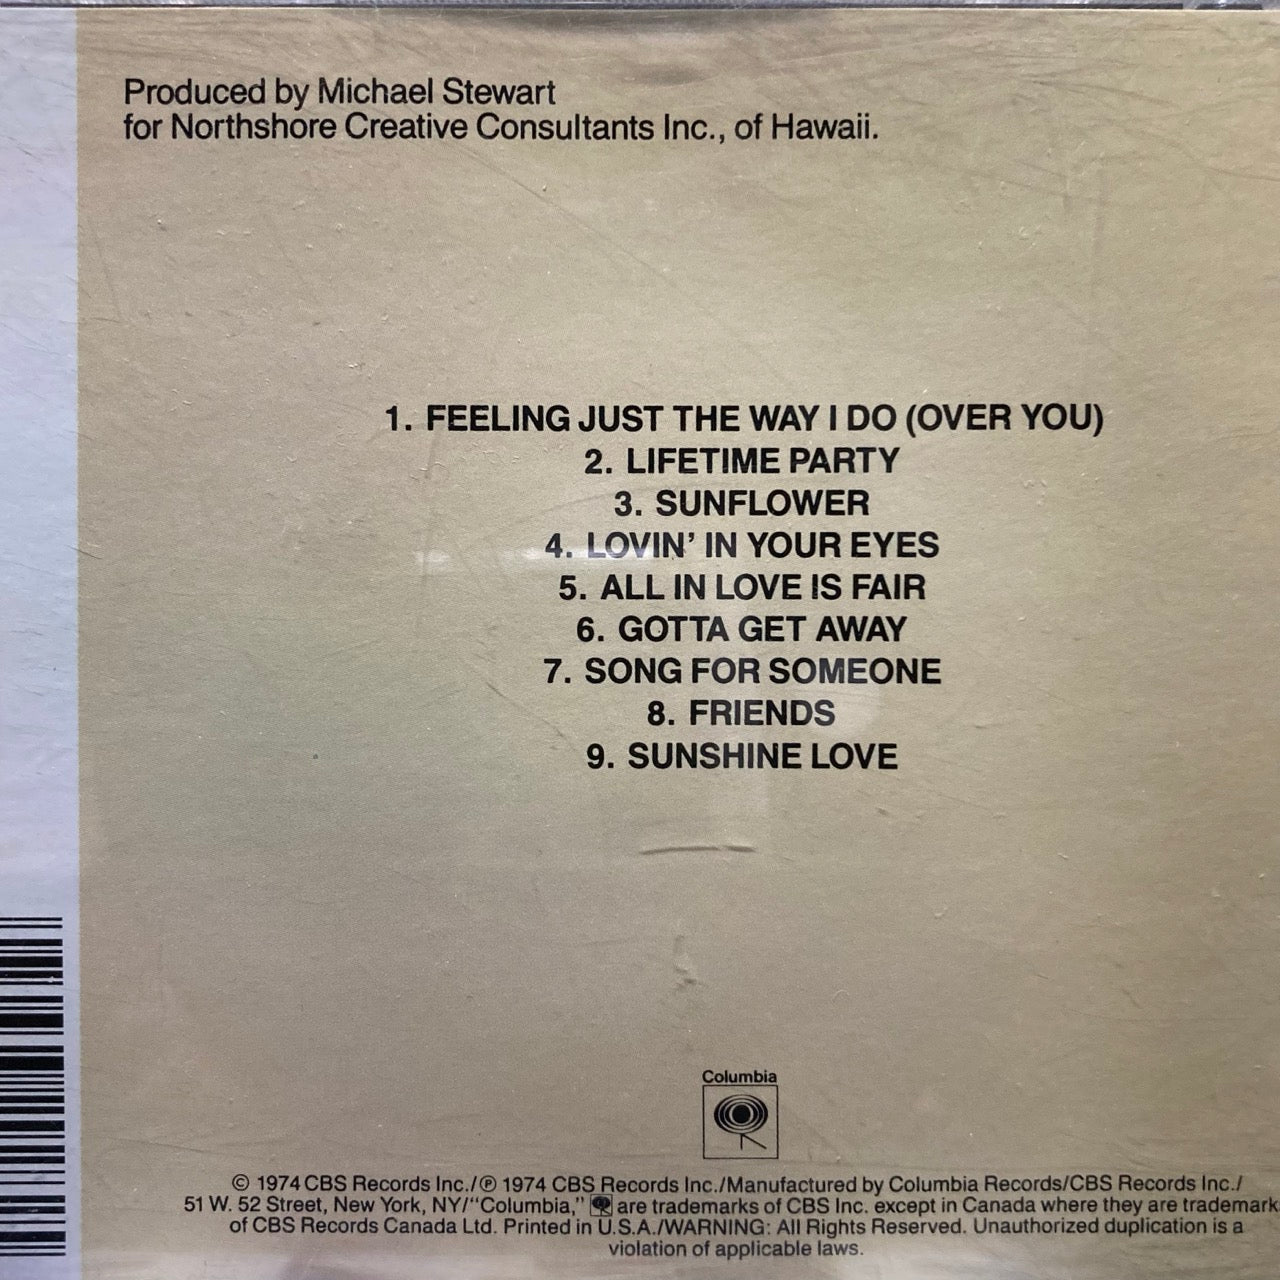 Produced by Michael Stewart
for Northshore Creative Consultants Inc., of Hawaii.
1. FEELING JUST THE WAY I DO (OVER YOU)
2. LIFETIME PARTY
3. SUNFLOWER
4. LOVIN’ IN YOUR EYES
5. ALL IN LOVE IS FAIR
6. GOTTA GET AWAY
7. SONG FOR SOMEONE
8. FRIENDS
9. SUNSHINE LOVE
Columbia
© 1974 CBS Records Inc./℗ 1974 CBS Records Inc./Manufactured by Columbia Records/CBS Records Inc./
51 W. 52 Street, New York, NY/“Columbia,” are trademarks of CBS Inc. except in Canada where they are trademark
of CBS Records Canada Ltd. Printed in U.S.A./WARNING: All Rights Reserved. Unauthorized duplication is a
violation of applicable laws.